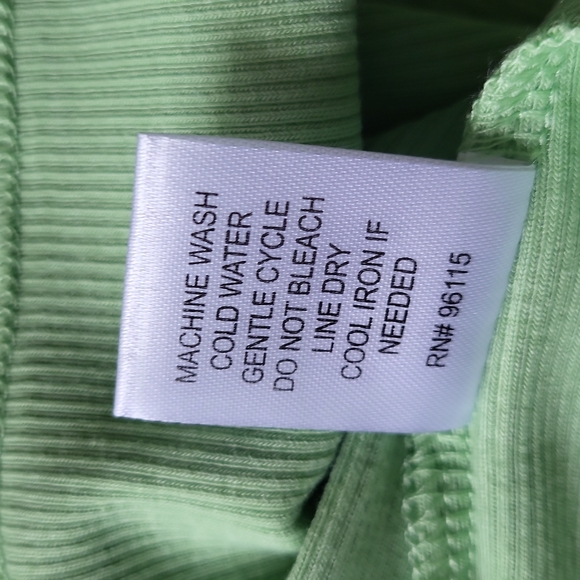 MACHINE WASH
COLD WATER
GENTLE CYCLE
DO NOT BLEACH
LINE DRY
COOL IRON IF
NEEDED
RN# 96115